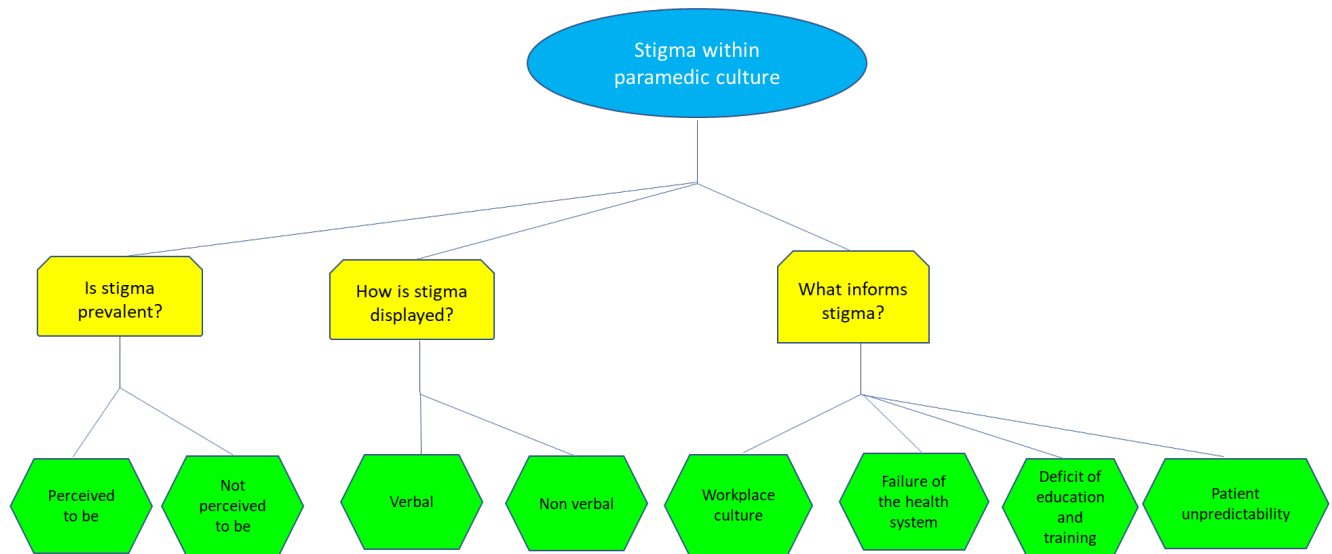 Stigma within
paramedic culture
Is stigma
prevalent?
How is stigma
displayed?
What informs
stigma?
Perceived
to be
Not
perceived
to be
Verbal
Non verbal
Workplace
culture
Failure of
the health
system
Deficit of
education
and
training
Patient
unpredictability